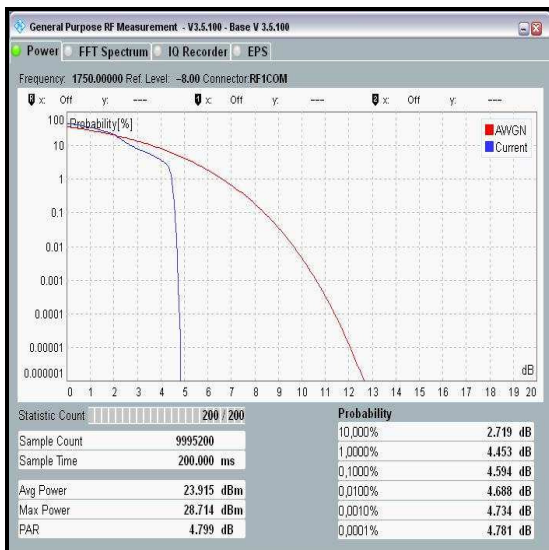 General Purpose RF Measurement - V3.5.100 - Base V 3.5.100
Power FFT Spectrum IQ Recorder EPS
Frequency: 1750.00000 Ref. Level: -8.00 Connector:RF1COM
x: Off y: --- 1 x: Off y: --- 2 x: Off y: ---
Probability[%]
AWGN
Current
100
10
1
0.1
0.01
0.001
0.0001
0.00001
0.000001
dB
0 1 2 3 4 5 6 7 8 9 10 11 12 13 14 15 16 17 18 19 20
Statistic Count 200 / 200
Sample Count 9995200
Sample Time 200.000 ms
Avg Power 23.915 dBm
Max Power 28.714 dBm
PAR 4.799 dB
Probability
10,000% 2.719 dB
1,0000% 4.453 dB
0,1000% 4.594 dB
0,0100% 4.688 dB
0,0010% 4.734 dB
0,0001% 4.781 dB